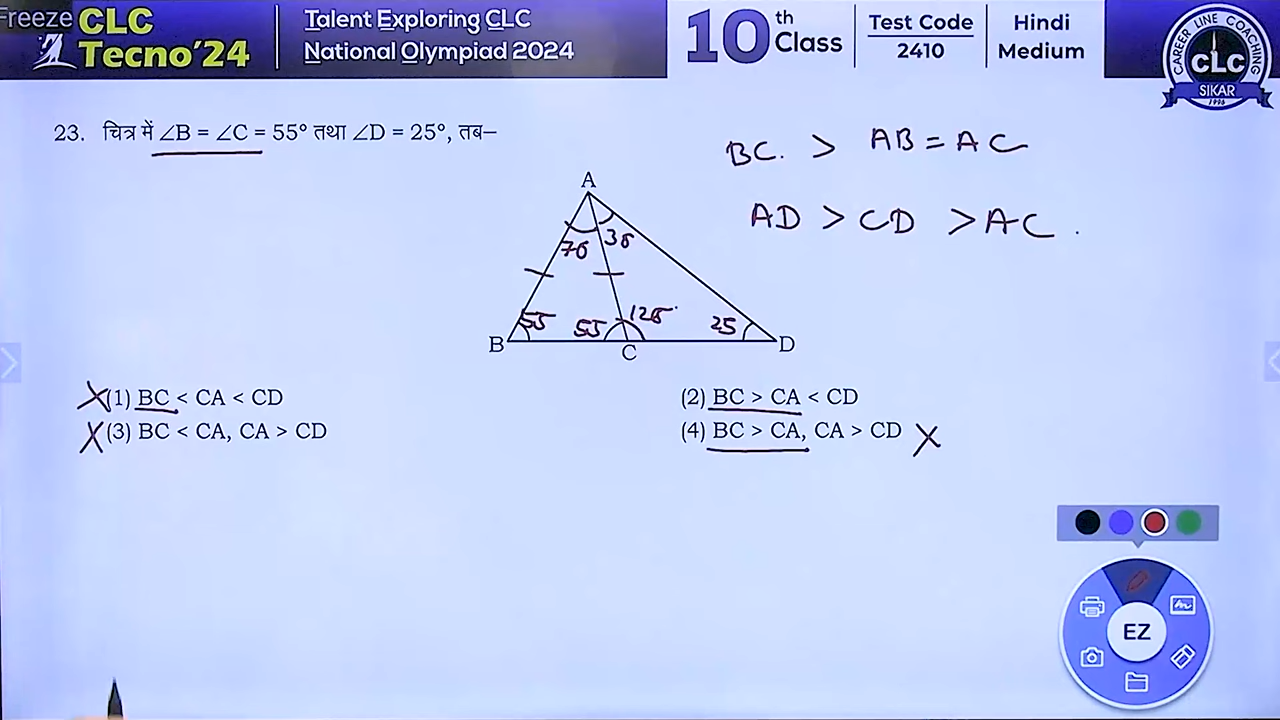 Freeze
CLC
Tecno'24
Talent Exploring CLC
National Olympiad 2024
10th Class
Test Code
2410
Hindi
Medium
CAREER LINE COACHING
CLC
SIKAR
1996
23. चित्र में ∠B = ∠C = 55° तथा ∠D = 25°, तब–
BC. > AB = AC
AD > CD > AC.
A
70 30
55 55 125 25
B C D
(1) BC < CA < CD
(2) BC > CA < CD
(3) BC < CA, CA > CD
(4) BC > CA, CA > CD
EZ